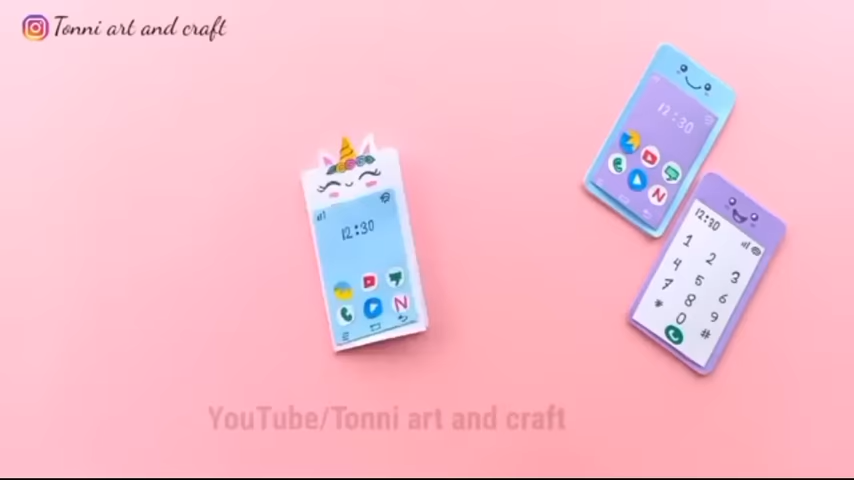 Tonni art and craft
12:30
12:30
N
12:30
N
1 2 3
4 5 6
7 8 9
* 0 #
YouTube/Tonni art and craft